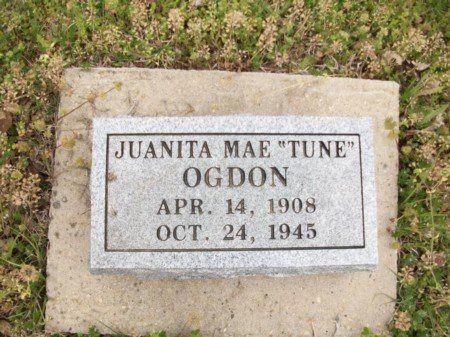 JUANITA MAE "TUNE"
OGDON
APR. 14, 1908
OCT. 24, 1945